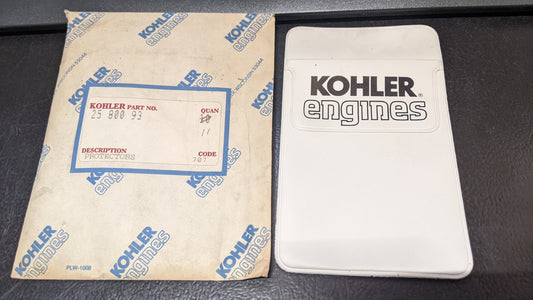 KOHLER PART NO. QUAN
25 800 93
11
DESCRIPTION CODE
PROTECTORS 707
KOHLER
engines
PLW-1008
KOHLER®
engines